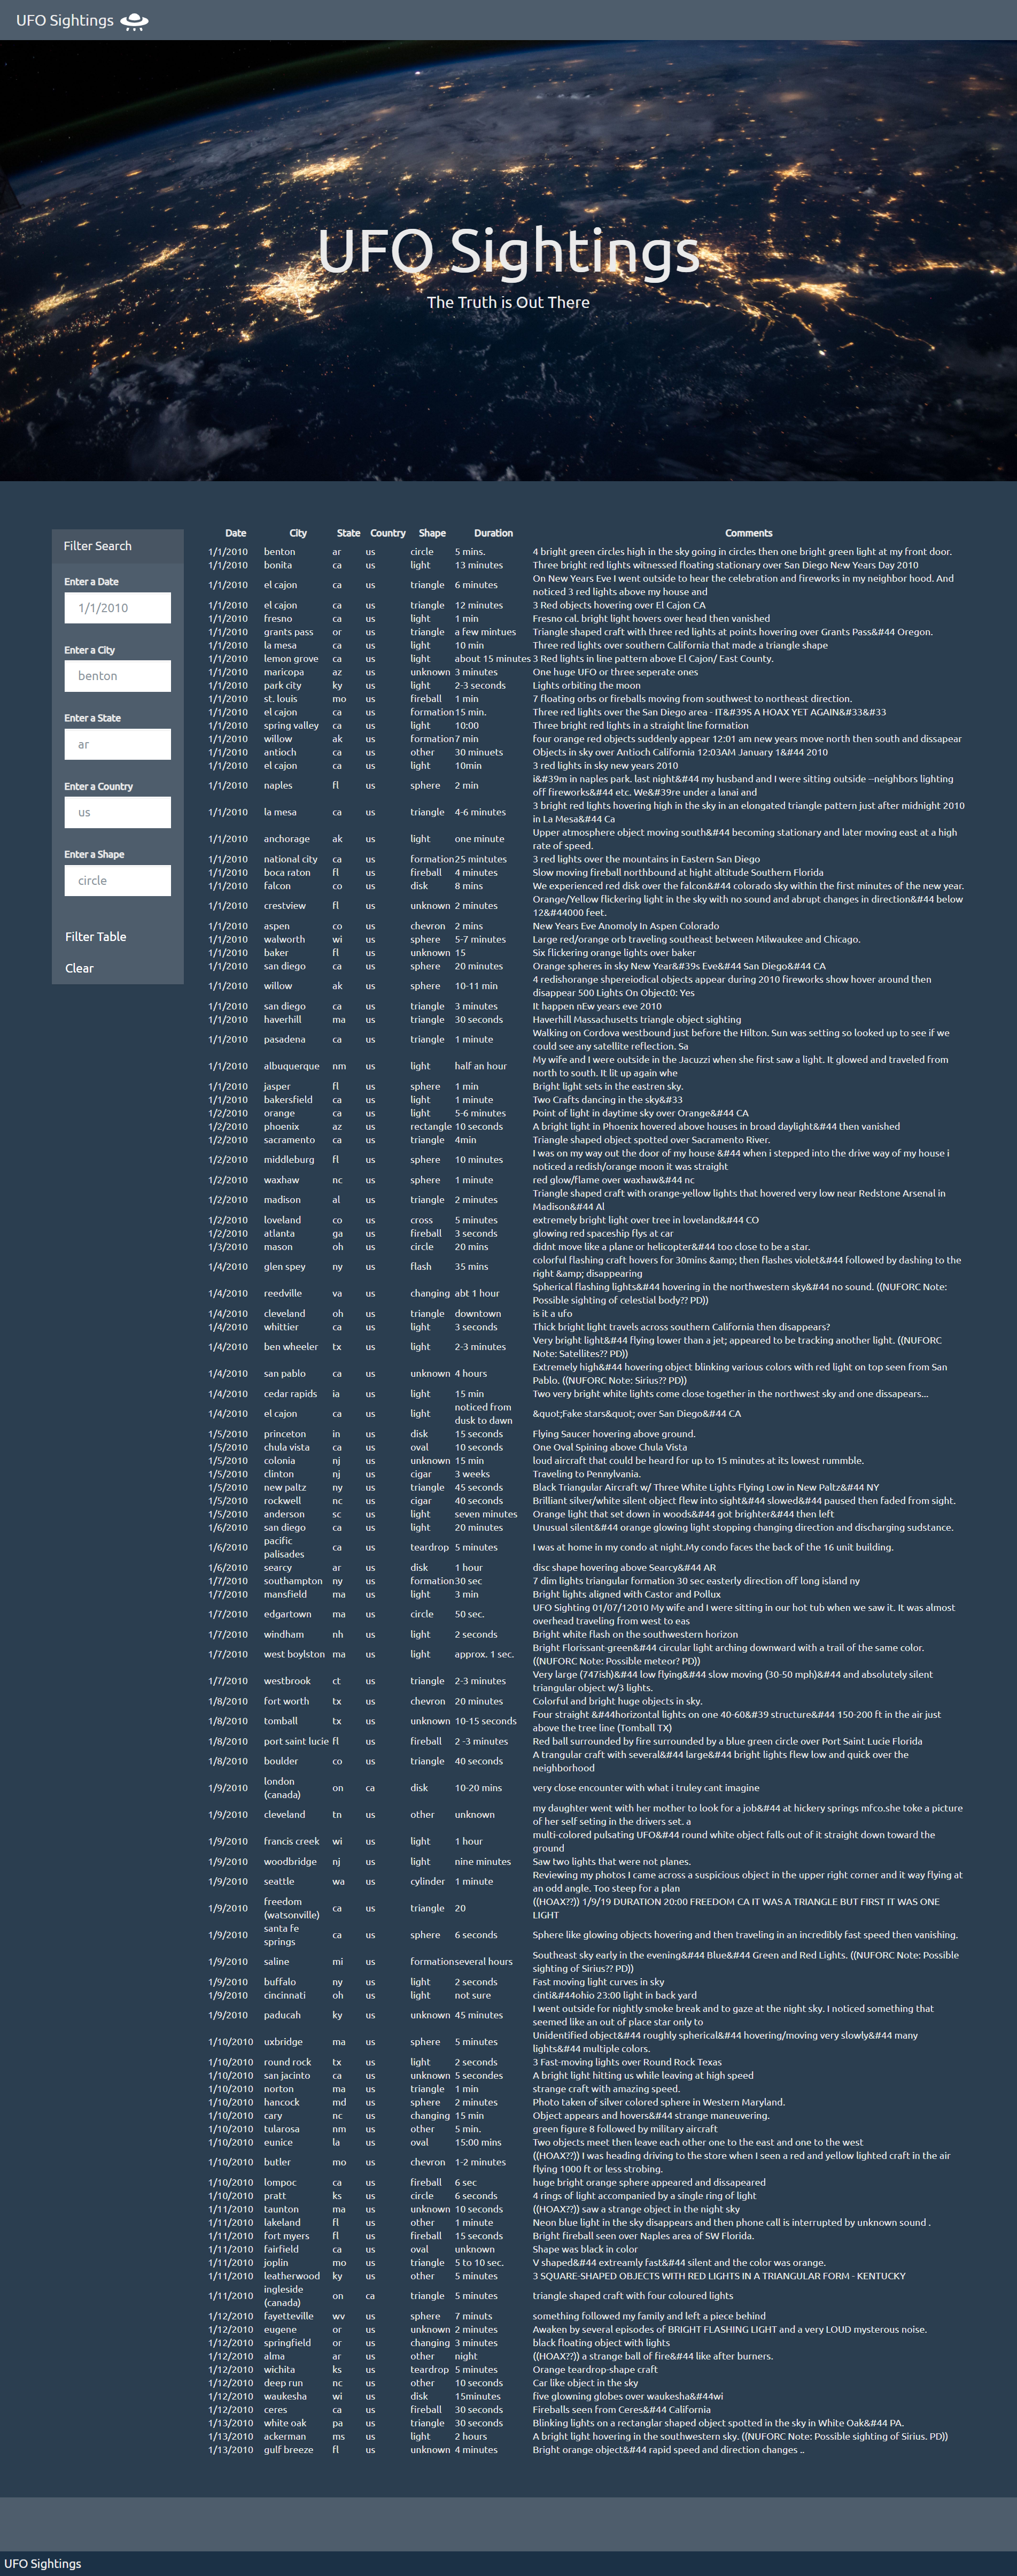 UFO Sightings
UFO Sightings
The Truth is Out There
Filter Search
Enter a Date
1/1/2010
Enter a City
benton
Enter a State
ar
Enter a Country
us
Enter a Shape
circle
Filter Table
Clear
Date City State Country Shape Duration Comments
1/1/2010 benton ar us circle 5 mins. 4 bright green circles high in the sky going in circles then one bright green light at my front door.
1/1/2010 bonita ca us light 13 minutes Three bright red lights witnessed floating stationary over San Diego New Years Day 2010
1/1/2010 el cajon ca us triangle 6 minutes On New Years Eve I went outside to hear the celebration and fireworks in my neighbor hood. And
noticed 3 red lights above my house and
1/1/2010 el cajon ca us triangle 12 minutes 3 Red objects hovering over El Cajon CA
1/1/2010 fresno ca us light 1 min Fresno cal. bright light hovers over head then vanished
1/1/2010 grants pass or us triangle a few mintues Triangle shaped craft with three red lights at points hovering over Grants Pass&#44 Oregon.
1/1/2010 la mesa ca us light 10 min Three red lights over southern California that made a triangle shape
1/1/2010 lemon grove ca us light about 15 minutes 3 Red lights in line pattern above El Cajon/ East County.
1/1/2010 maricopa az us unknown 3 minutes One huge UFO or three seperate ones
1/1/2010 park city ky us light 2-3 seconds Lights orbiting the moon
1/1/2010 st. louis mo us fireball 1 min 7 floating orbs or fireballs moving from southwest to northeast direction.
1/1/2010 el cajon ca us formation 15 min. Three red lights over the San Diego area - IT&#39S A HOAX YET AGAIN&#33&#33
1/1/2010 spring valley ca us light 10:00 Three bright red lights in a straight line formation
1/1/2010 willow ak us formation 7 min four orange red objects suddenly appear 12:01 am new years move north then south and dissapear
1/1/2010 antioch ca us other 30 minuets Objects in sky over Antioch California 12:03AM January 1&#44 2010
1/1/2010 el cajon ca us light 10min 3 red lights in sky new years 2010
1/1/2010 naples fl us sphere 2 min i&#39m in naples park. last night&#44 my husband and I were sitting outside --neighbors lighting
off fireworks&#44 etc. We&#39re under a lanai and
1/1/2010 la mesa ca us triangle 4-6 minutes 3 bright red lights hovering high in the sky in an elongated triangle pattern just after midnight 2010
in La Mesa&#44 Ca
1/1/2010 anchorage ak us light one minute Upper atmosphere object moving south&#44 becoming stationary and later moving east at a high
rate of speed.
1/1/2010 national city ca us formation 25 mintutes 3 red lights over the mountains in Eastern San Diego
1/1/2010 boca raton fl us fireball 4 minutes Slow moving fireball northbound at hight altitude Southern Florida
1/1/2010 falcon co us disk 8 mins We experienced red disk over the falcon&#44 colorado sky within the first minutes of the new year.
1/1/2010 crestview fl us unknown 2 minutes Orange/Yellow flickering light in the sky with no sound and abrupt changes in direction&#44 below
12&#44000 feet.
1/1/2010 aspen co us chevron 2 mins New Years Eve Anomoly In Aspen Colorado
1/1/2010 walworth wi us sphere 5-7 minutes Large red/orange orb traveling southeast between Milwaukee and Chicago.
1/1/2010 baker fl us unknown 15 Six flickering orange lights over baker
1/1/2010 san diego ca us sphere 20 minutes Orange spheres in sky New Year&#39s Eve&#44 San Diego&#44 CA
1/1/2010 willow ak us sphere 10-11 min 4 redishorange shpereiodical objects appear during 2010 fireworks show hover around then
disappear 500 Lights On Object0: Yes
1/1/2010 san diego ca us triangle 3 minutes It happen nEw years eve 2010
1/1/2010 haverhill ma us triangle 30 seconds Haverhill Massachusetts triangle object sighting
1/1/2010 pasadena ca us triangle 1 minute Walking on Cordova westbound just before the Hilton. Sun was setting so looked up to see if we
could see any satellite reflection. Sa
1/1/2010 albuquerque nm us light half an hour My wife and I were outside in the Jacuzzi when she first saw a light. It glowed and traveled from
north to south. It lit up again whe
1/1/2010 jasper fl us sphere 1 min Bright light sets in the eastren sky.
1/1/2010 bakersfield ca us light 1 minute Two Crafts dancing in the sky&#33
1/2/2010 orange ca us light 5-6 minutes Point of light in daytime sky over Orange&#44 CA
1/2/2010 phoenix az us rectangle 10 seconds A bright light in Phoenix hovered above houses in broad daylight&#44 then vanished
1/2/2010 sacramento ca us triangle 4min Triangle shaped object spotted over Sacramento River.
1/2/2010 middleburg fl us sphere 10 minutes I was on my way out the door of my house &#44 when i stepped into the drive way of my house i
noticed a redish/orange moon it was straight
1/2/2010 waxhaw nc us sphere 1 minute red glow/flame over waxhaw&#44 nc
1/2/2010 madison al us triangle 2 minutes Triangle shaped craft with orange-yellow lights that hovered very low near Redstone Arsenal in
Madison&#44 Al
1/2/2010 loveland co us cross 5 minutes extremely bright light over tree in loveland&#44 CO
1/2/2010 atlanta ga us fireball 3 seconds glowing red spaceship flys at car
1/3/2010 mason oh us circle 20 mins didnt move like a plane or helicopter&#44 too close to be a star.
1/4/2010 glen spey ny us flash 35 mins colorful flashing craft hovers for 30mins &amp; then flashes violet&#44 followed by dashing to the
right &amp; disappearing
1/4/2010 reedville va us changing abt 1 hour Spherical flashing lights&#44 hovering in the northwestern sky&#44 no sound. ((NUFORC Note:
Possible sighting of celestial body?? PD))
1/4/2010 cleveland oh us triangle downtown is it a ufo
1/4/2010 whittier ca us light 3 seconds Thick bright light travels across southern California then disappears?
1/4/2010 ben wheeler tx us light 2-3 minutes Very bright light&#44 flying lower than a jet; appeared to be tracking another light. ((NUFORC
Note: Satellites?? PD))
1/4/2010 san pablo ca us unknown 4 hours Extremely high&#44 hovering object blinking various colors with red light on top seen from San
Pablo. ((NUFORC Note: Sirius?? PD))
1/4/2010 cedar rapids ia us light 15 min Two very bright white lights come close together in the northwest sky and one dissapears...
1/4/2010 el cajon ca us light noticed from
dusk to dawn &quot;Fake stars&quot; over San Diego&#44 CA
1/5/2010 princeton in us disk 15 seconds Flying Saucer hovering above ground.
1/5/2010 chula vista ca us oval 10 seconds One Oval Spining above Chula Vista
1/5/2010 colonia nj us unknown 15 min loud aircraft that could be heard for up to 15 minutes at its lowest rummble.
1/5/2010 clinton nj us cigar 3 weeks Traveling to Pennylvania.
1/5/2010 new paltz ny us triangle 45 seconds Black Triangular Aircraft w/ Three White Lights Flying Low in New Paltz&#44 NY
1/5/2010 rockwell nc us cigar 40 seconds Brilliant silver/white silent object flew into sight&#44 slowed&#44 paused then faded from sight.
1/5/2010 anderson sc us light seven minutes Orange light that set down in woods&#44 got brighter&#44 then left
1/6/2010 san diego ca us light 20 minutes Unusual silent&#44 orange glowing light stopping changing direction and discharging sudstance.
1/6/2010 pacific
palisades ca us teardrop 5 minutes I was at home in my condo at night.My condo faces the back of the 16 unit building.
1/6/2010 searcy ar us disk 1 hour disc shape hovering above Searcy&#44 AR
1/7/2010 southampton ny us formation 30 sec 7 dim lights triangular formation 30 sec easterly direction off long island ny
1/7/2010 mansfield ma us light 3 min Bright lights aligned with Castor and Pollux
1/7/2010 edgartown ma us circle 50 sec. UFO Sighting 01/07/12010 My wife and I were sitting in our hot tub when we saw it. It was almost
overhead traveling from west to eas
1/7/2010 windham nh us light 2 seconds Bright white flash on the southwestern horizon
1/7/2010 west boylston ma us light approx. 1 sec. Bright Florissant-green&#44 circular light arching downward with a trail of the same color.
((NUFORC Note: Possible meteor? PD))
1/7/2010 westbrook ct us triangle 2-3 minutes Very large (747ish)&#44 low flying&#44 slow moving (30-50 mph)&#44 and absolutely silent
triangular object w/3 lights.
1/8/2010 fort worth tx us chevron 20 minutes Colorful and bright huge objects in sky.
1/8/2010 tomball tx us unknown 10-15 seconds Four straight &#44horizontal lights on one 40-60&#39 structure&#44 150-200 ft in the air just
above the tree line (Tomball TX)
1/8/2010 port saint lucie fl us fireball 2 -3 minutes Red ball surrounded by fire surrounded by a blue green circle over Port Saint Lucie Florida
1/8/2010 boulder co us triangle 40 seconds A trangular craft with several&#44 large&#44 bright lights flew low and quick over the
neighborhood
1/9/2010 london
(canada) on ca disk 10-20 mins very close encounter with what i truley cant imagine
1/9/2010 cleveland tn us other unknown my daughter went with her mother to look for a job&#44 at hickery springs mfco.she toke a picture
of her self seting in the drivers set. a
1/9/2010 francis creek wi us light 1 hour multi-colored pulsating UFO&#44 round white object falls out of it straight down toward the
ground
1/9/2010 woodbridge nj us light nine minutes Saw two lights that were not planes.
1/9/2010 seattle wa us cylinder 1 minute Reviewing my photos I came across a suspicious object in the upper right corner and it way flying at
an odd angle. Too steep for a plan
1/9/2010 freedom
(watsonville) ca us triangle 20 ((HOAX??)) 1/9/19 DURATION 20:00 FREEDOM CA IT WAS A TRIANGLE BUT FIRST IT WAS ONE
LIGHT
1/9/2010 santa fe
springs ca us sphere 6 seconds Sphere like glowing objects hovering and then traveling in an incredibly fast speed then vanishing.
1/9/2010 saline mi us formation several hours Southeast sky early in the evening&#44 Blue&#44 Green and Red Lights. ((NUFORC Note: Possible
sighting of Sirius?? PD))
1/9/2010 buffalo ny us light 2 seconds Fast moving light curves in sky
1/9/2010 cincinnati oh us light not sure cinti&#44ohio 23:00 light in back yard
1/9/2010 paducah ky us unknown 45 minutes I went outside for nightly smoke break and to gaze at the night sky. I noticed something that
seemed like an out of place star only to
1/10/2010 uxbridge ma us sphere 5 minutes Unidentified object&#44 roughly spherical&#44 hovering/moving very slowly&#44 many
lights&#44 multiple colors.
1/10/2010 round rock tx us light 2 seconds 3 Fast-moving lights over Round Rock Texas
1/10/2010 san jacinto ca us unknown 5 secondes A bright light hitting us while leaving at high speed
1/10/2010 norton ma us triangle 1 min strange craft with amazing speed.
1/10/2010 hancock md us sphere 2 minutes Photo taken of silver colored sphere in Western Maryland.
1/10/2010 cary nc us changing 15 min Object appears and hovers&#44 strange maneuvering.
1/10/2010 tularosa nm us other 5 min. green figure 8 followed by military aircraft
1/10/2010 eunice la us oval 15:00 mins Two objects meet then leave each other one to the east and one to the west
1/10/2010 butler mo us chevron 1-2 minutes ((HOAX??)) I was heading driving to the store when I seen a red and yellow lighted craft in the air
flying 1000 ft or less strobing.
1/10/2010 lompoc ca us fireball 6 sec huge bright orange sphere appeared and dissapeared
1/10/2010 pratt ks us circle 6 seconds 4 rings of light accompanied by a single ring of light
1/11/2010 taunton ma us unknown 10 seconds ((HOAX??)) saw a strange object in the night sky
1/11/2010 lakeland fl us other 1 minute Neon blue light in the sky disappears and then phone call is interrupted by unknown sound .
1/11/2010 fort myers fl us fireball 15 seconds Bright fireball seen over Naples area of SW Florida.
1/11/2010 fairfield ca us oval unknown Shape was black in color
1/11/2010 joplin mo us triangle 5 to 10 sec. V shaped&#44 extreamly fast&#44 silent and the color was orange.
1/11/2010 leatherwood ky us other 5 minutes 3 SQUARE-SHAPED OBJECTS WITH RED LIGHTS IN A TRIANGULAR FORM - KENTUCKY
1/11/2010 ingleside
(canada) on ca triangle 5 minutes triangle shaped craft with four coloured lights
1/12/2010 fayetteville wv us sphere 7 minuts something followed my family and left a piece behind
1/12/2010 eugene or us unknown 2 minutes Awaken by several episodes of BRIGHT FLASHING LIGHT and a very LOUD mysterous noise.
1/12/2010 springfield or us changing 3 minutes black floating object with lights
1/12/2010 alma ar us other night ((HOAX??)) a strange ball of fire&#44 like after burners.
1/12/2010 wichita ks us teardrop 5 minutes Orange teardrop-shape craft
1/12/2010 deep run nc us other 10 seconds Car like object in the sky
1/12/2010 waukesha wi us disk 15minutes five glowning globes over waukesha&#44wi
1/12/2010 ceres ca us fireball 30 seconds Fireballs seen from Ceres&#44 California
1/13/2010 white oak pa us triangle 30 seconds Blinking lights on a rectanglar shaped object spotted in the sky in White Oak&#44 PA.
1/13/2010 ackerman ms us light 2 hours A bright light hovering in the southwestern sky. ((NUFORC Note: Possible sighting of Sirius. PD))
1/13/2010 gulf breeze fl us unknown 4 minutes Bright orange object&#44 rapid speed and direction changes ..
UFO Sightings